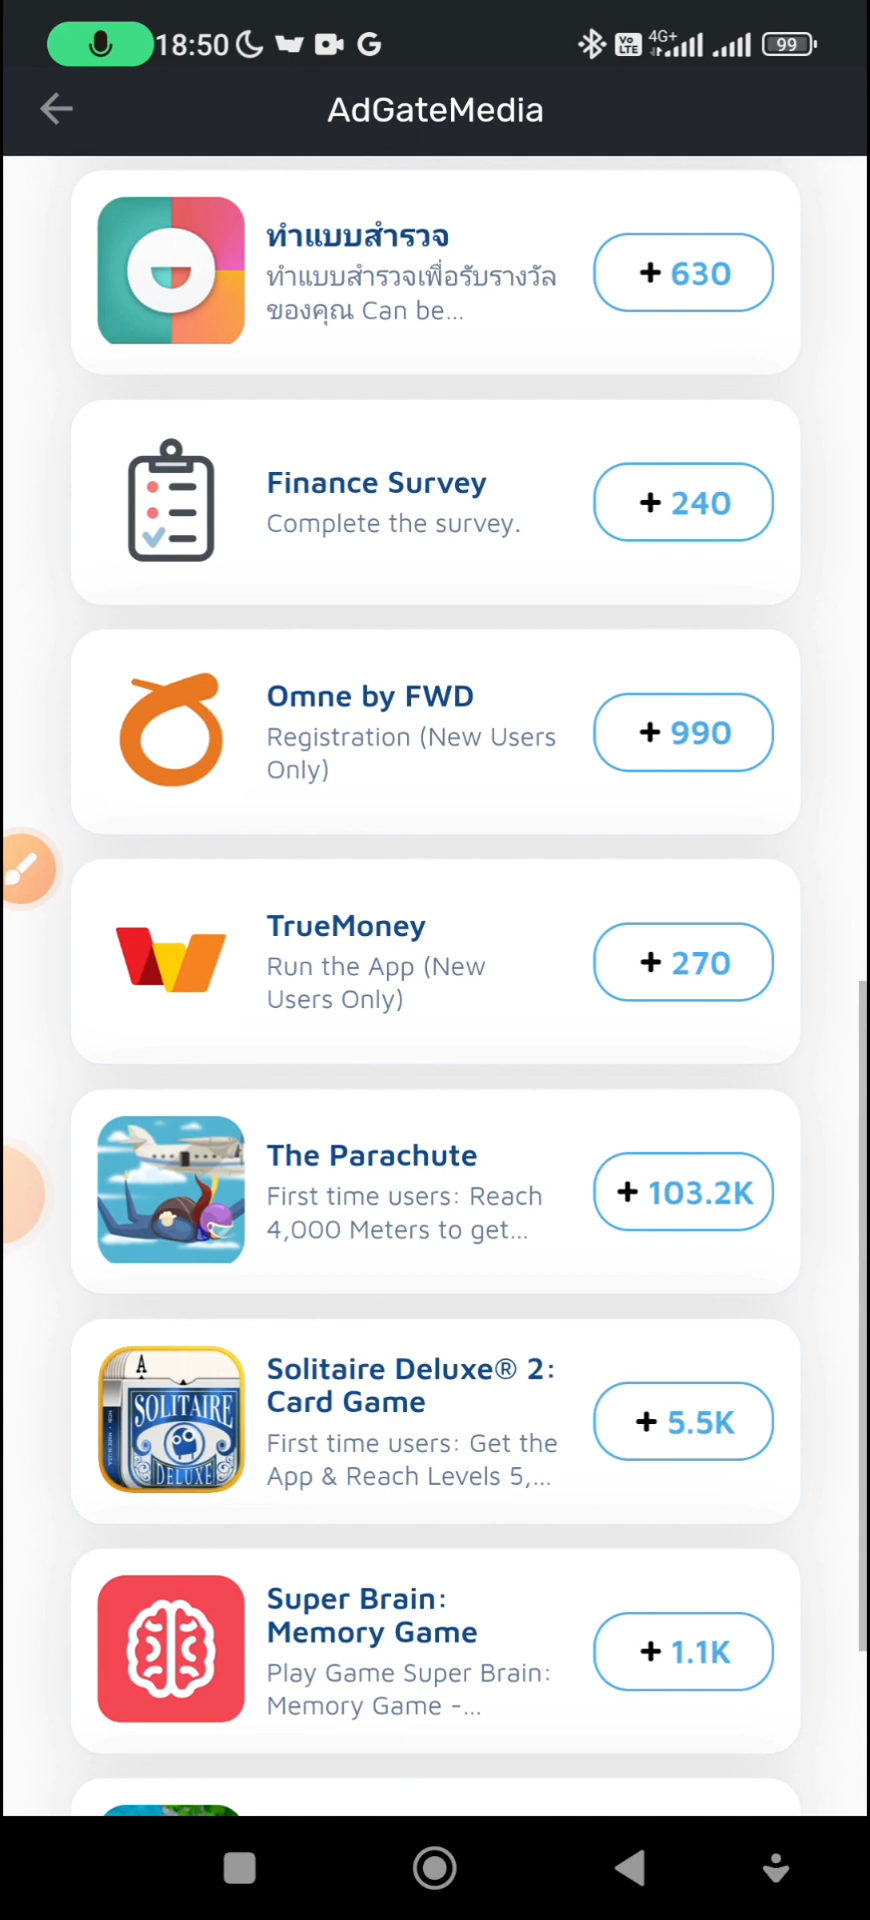 18:50
Vo LTE
4G+
99
AdGateMedia
ทำแบบสำรวจ
ทำแบบสำรวจเพื่อรับรางวัล
ของคุณ Can be...
+ 630
Finance Survey
Complete the survey.
+ 240
Omne by FWD
Registration (New Users
Only)
+ 990
TrueMoney
Run the App (New
Users Only)
+ 270
The Parachute
First time users: Reach
4,000 Meters to get...
+ 103.2K
A
SOLITAIRE
DELUXE
Solitaire Deluxe® 2:
Card Game
First time users: Get the
App & Reach Levels 5,...
+ 5.5K
Super Brain:
Memory Game
Play Game Super Brain:
Memory Game -...
+ 1.1K